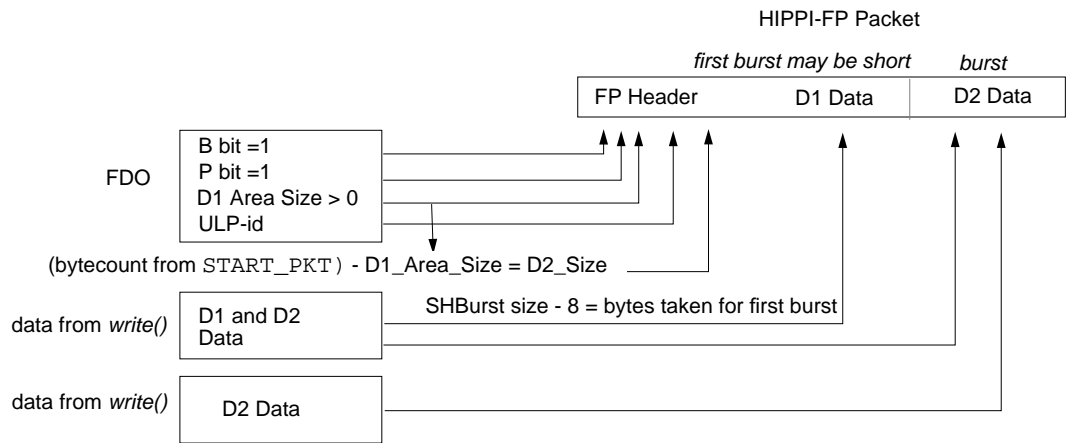 HIPPI-FP Packet
first burst may be short burst
FP Header D1 Data D2 Data
FDO
B bit =1
P bit =1
D1 Area Size > 0
ULP-id
(bytecount from START_PKT) - D1_Area_Size = D2_Size
SHBurst size - 8 = bytes taken for first burst
data from write()
D1 and D2
Data
data from write()
D2 Data